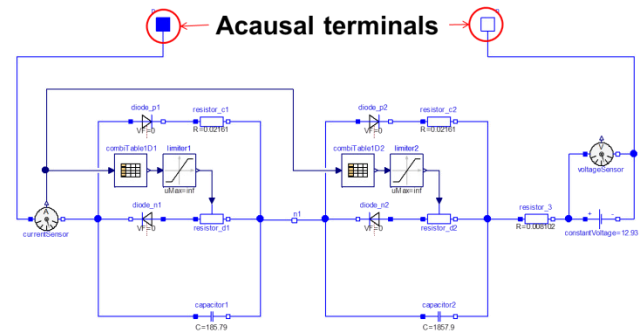 Acausal terminals
diode_p1
VF=0
resistor_c1
R=0.02161
diode_p2
VF=0
resistor_c2
R=0.02161
combiTable1D1
limiter1
uMax=inf
combiTable1D2
limiter2
uMax=inf
V
voltageSensor
A
currentSensor
diode_n1
VF=0
resistor_d1
n1
diode_n2
VF=0
resistor_d2
resistor_3
R=0.008102
+ -
constantVoltage=12.93
capacitor1
C=185.79
capacitor2
C=1857.9